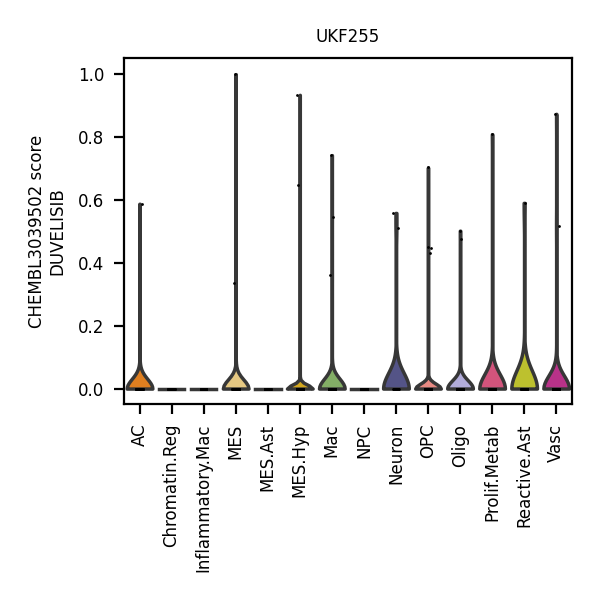 UKF255
CHEMBL3039502 score
DUVELISIB
1.0
0.8
0.6
0.4
0.2
0.0
AC
Chromatin.Reg
Inflammatory.Mac
MES
MES.Ast
MES.Hyp
Mac
NPC
Neuron
OPC
Oligo
Prolif.Metab
Reactive.Ast
Vasc